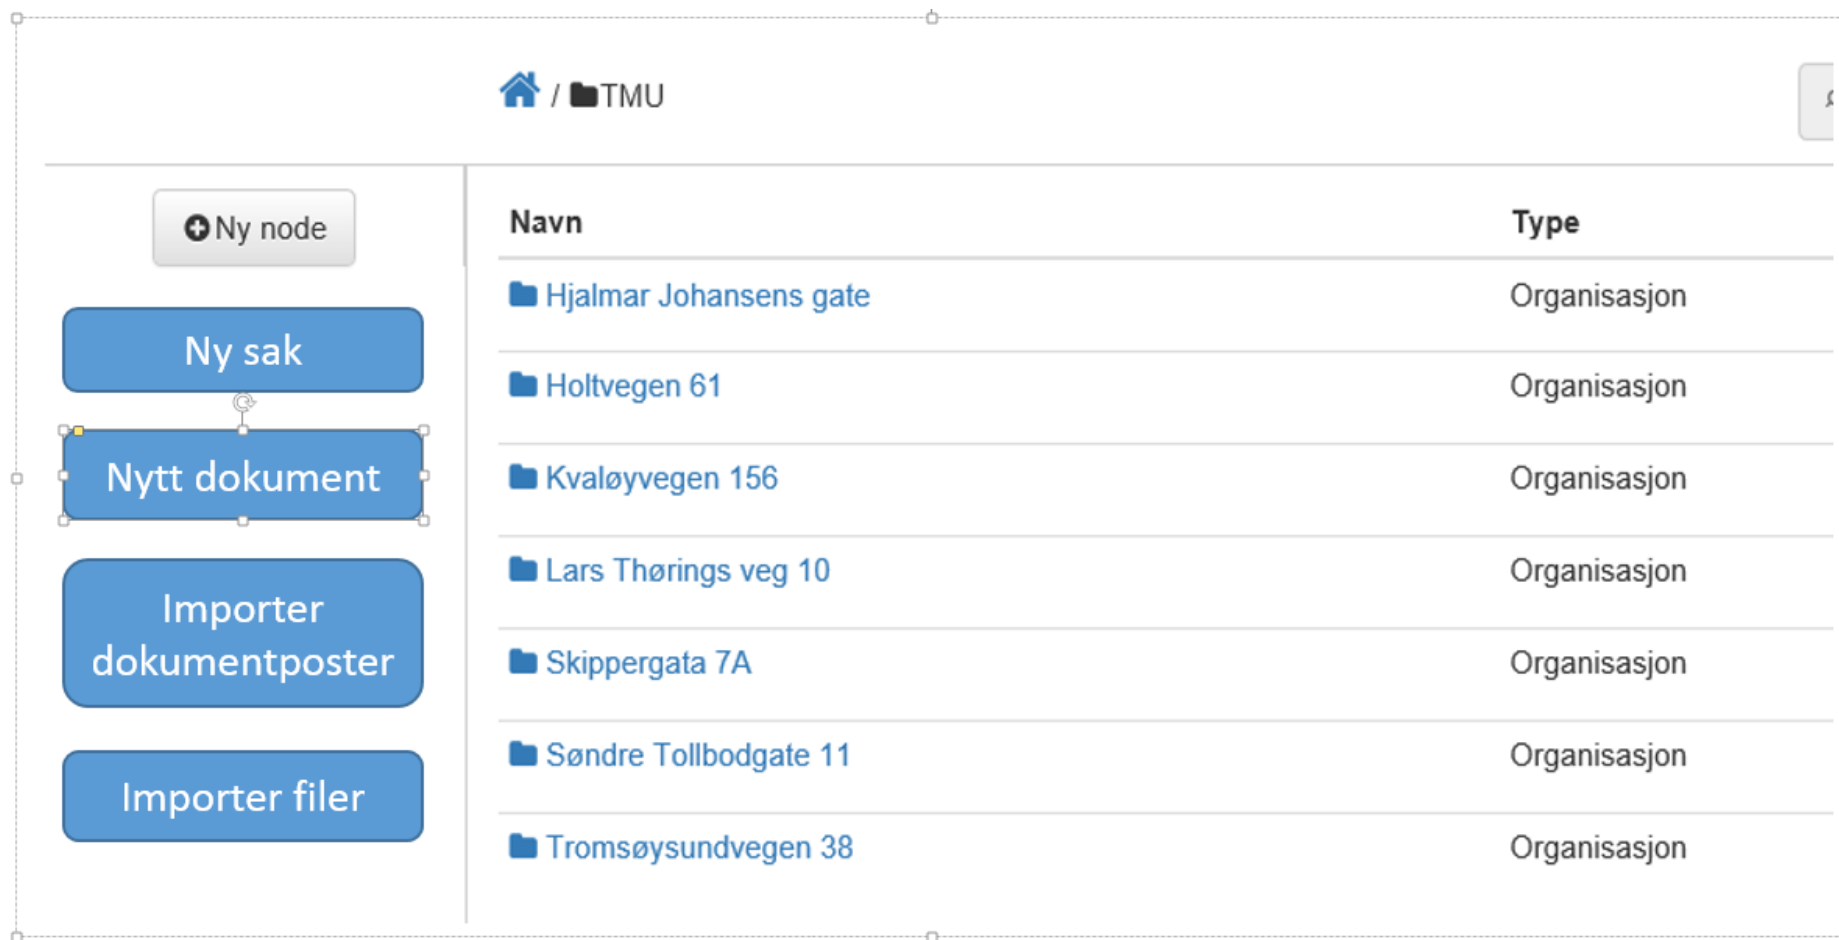 / TMU
Ny node
Ny sak
Nytt dokument
Importer
dokumentposter
Importer filer
Navn Type
Hjalmar Johansens gate Organisasjon
Holtvegen 61 Organisasjon
Kvaløyvegen 156 Organisasjon
Lars Thørings veg 10 Organisasjon
Skippergata 7A Organisasjon
Søndre Tollbodgate 11 Organisasjon
Tromsøysundvegen 38 Organisasjon